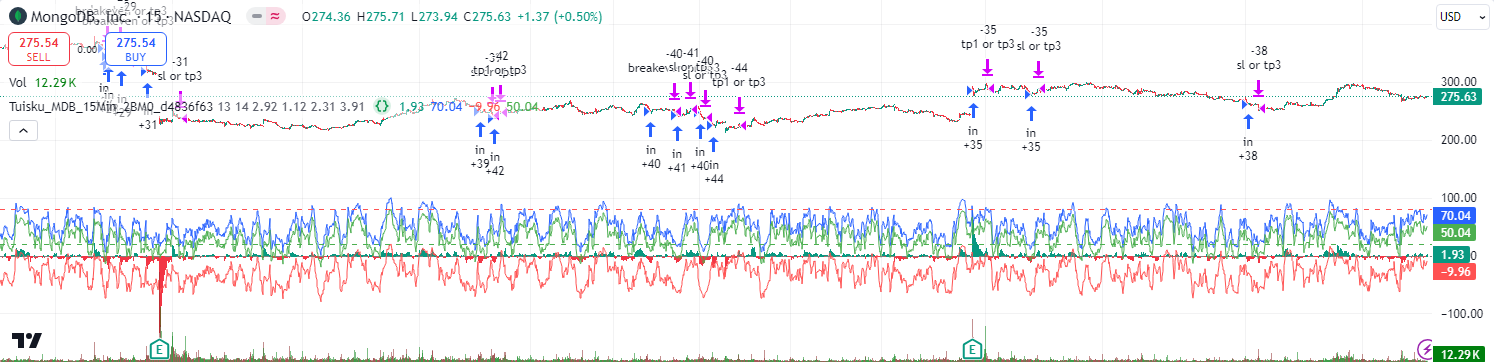 MongoDB, Inc. · 15 · NASDAQ O274.36 H275.71 L273.94 C275.63 +1.37 (+0.50%)
USD
275.54 SELL
275.54 BUY
0.00
Vol 12.29 K
Tuisku_MDB_15Min_2BM0_d4836f63 13 14 2.92 1.12 2.31 3.91 1.93 70.04 −9.96 50.04
breakeven or tp3
-31
sl or tp3
in
+31
-42
in
+39
in
+42
-40
-41
-40
sl or tp3
-44
tp1 or tp3
in
+40
in
+41
in
+40
in
+44
-35
tp1 or tp3
-35
sl or tp3
in
+35
in
+35
-38
sl or tp3
in
+38
300.00
275.63
200.00
100.00
70.04
50.04
1.93
0
−9.96
−100.00
12.29 K
E
E